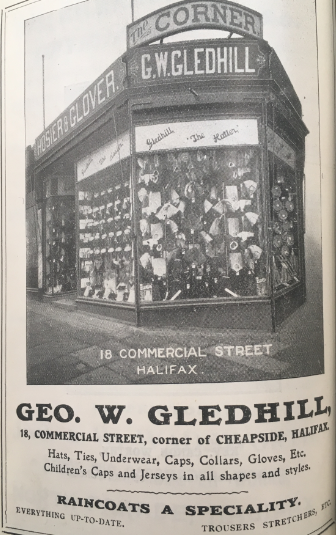 THE CORNER.
HOSIER & GLOVER.
G.W.GLEDHILL
Gledhill "The Hatter"
18 COMMERCIAL STREET
HALIFAX.
GEO. W. GLEDHILL,
18, COMMERCIAL STREET, corner of CHEAPSIDE, HALIFAX.
Hats, Ties, Underwear, Caps, Collars, Gloves, Etc.
Children's Caps and Jerseys in all shapes and styles.
RAINCOATS A SPECIALITY.
EVERYTHING UP-TO-DATE.
TROUSERS STRETCHERS, ETC.